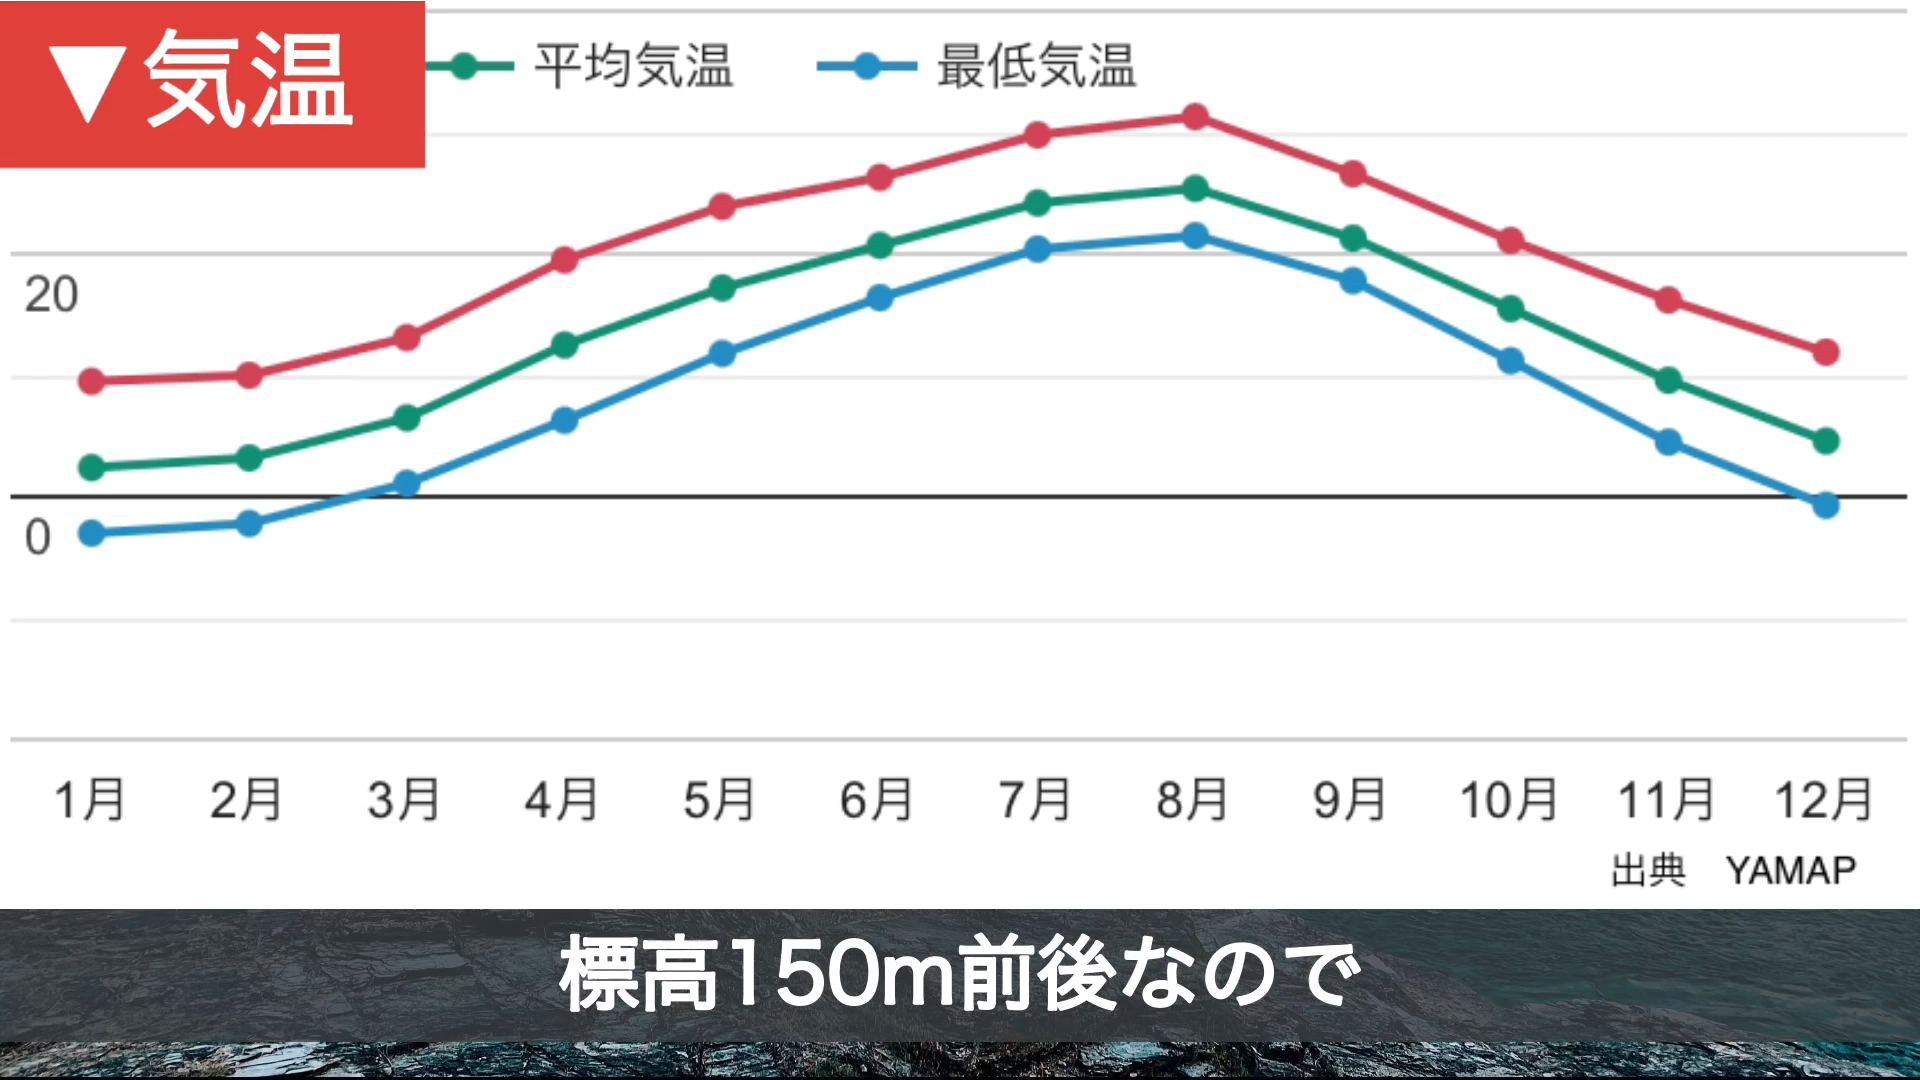 ▼気温
平均気温 最低気温
20
0
1月 2月 3月 4月 5月 6月 7月 8月 9月 10月 11月 12月
出典 YAMAP
標高150m前後なので